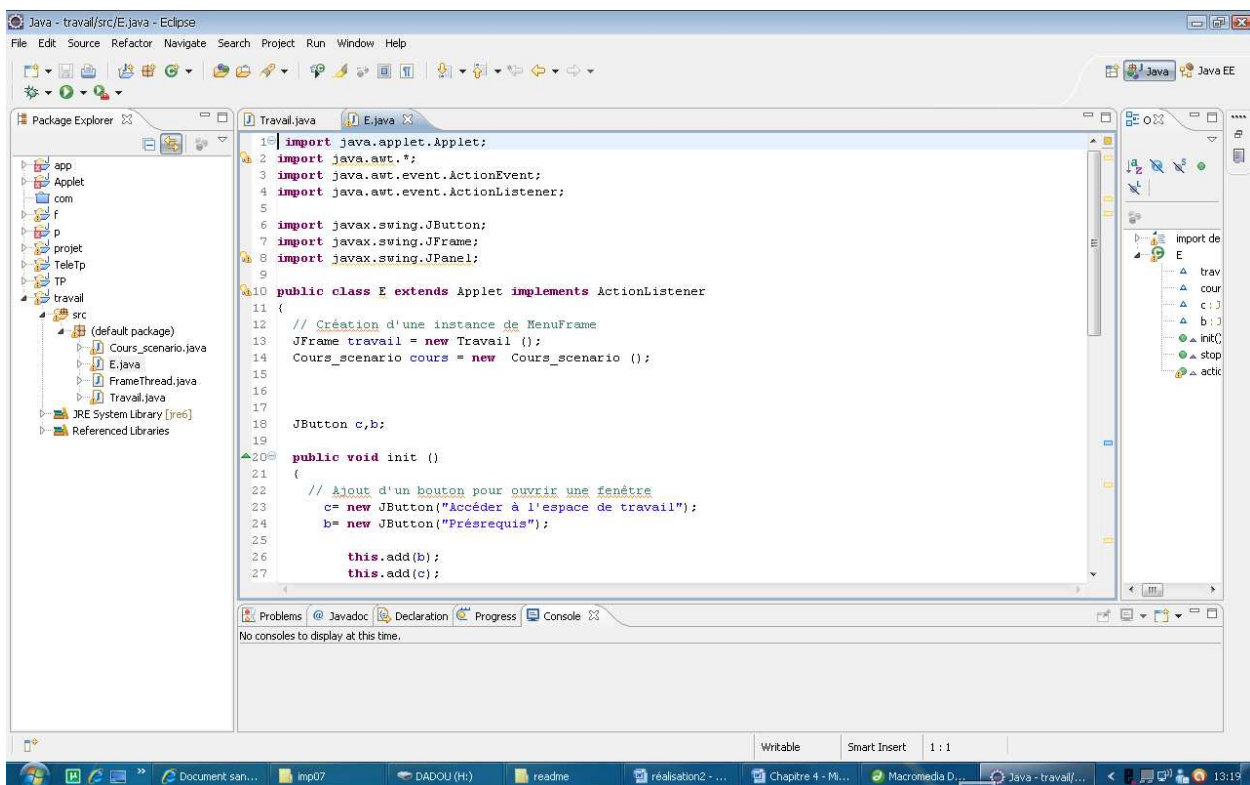 Java - travail/src/E.java - Eclipse
File Edit Source Refactor Navigate Search Project Run Window Help
Java Java EE
Package Explorer
app
Applet
com
f
p
projet
TeleTp
TP
travail
src
(default package)
Cours_scenario.java
E.java
FrameThread.java
Travail.java
JRE System Library [jre6]
Referenced Libraries
Travail.java E.java
1 import java.applet.Applet;
2 import java.awt.*;
3 import java.awt.event.ActionEvent;
4 import java.awt.event.ActionListener;
5
6 import javax.swing.JButton;
7 import javax.swing.JFrame;
8 import javax.swing.JPanel;
9
10 public class E extends Applet implements ActionListener
11 {
12 // Création d'une instance de MenuFrame
13 JFrame travail = new Travail ();
14 Cours_scenario cours = new Cours_scenario ();
15
16
17
18 JButton c,b;
19
20 public void init ()
21 {
22 // Ajout d'un bouton pour ouvrir une fenêtre
23 c= new JButton("Accéder à l'espace de travail");
24 b= new JButton("Présrequis");
25
26 this.add(b);
27 this.add(c);
import de
E
trav
cour
c : J
b : J
init()
stop
actic
Problems @ Javadoc Declaration Progress Console
No consoles to display at this time.
Writable Smart Insert 1 : 1
Document san... imp07 DADOU (H:) readme réalisation2 - ... Chapitre 4 - Mi... Macromedia D... Java - travail/... 13:19